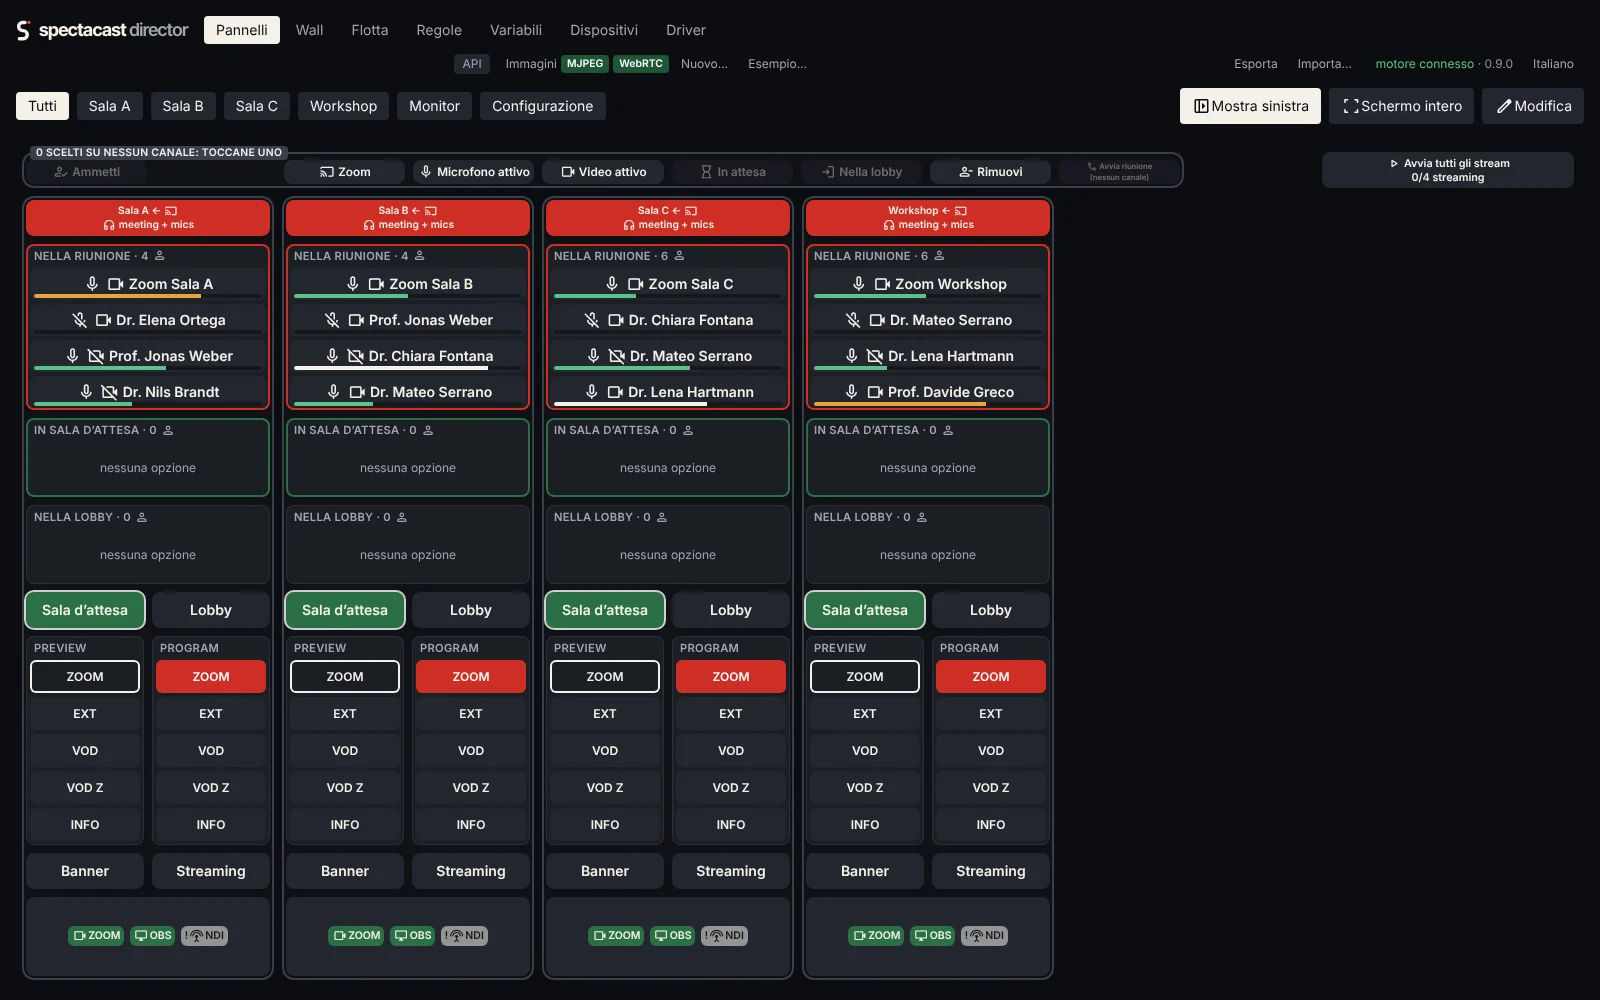 spectacast director
Pannelli
Wall
Flotta
Regole
Variabili
Dispositivi
Driver
API
Immagini
MJPEG
WebRTC
Nuovo...
Esempio...
Esporta
Importa...
motore connesso · 0.9.0
Italiano
Tutti
Sala A
Sala B
Sala C
Workshop
Monitor
Configurazione
Mostra sinistra
Schermo intero
Modifica
0 SCELTI SU NESSUN CANALE: TOCCANE UNO
Ammetti
Zoom
Microfono attivo
Video attivo
In attesa
Nella lobby
Rimuovi
Avvia riunione
(nessun canale)
Avvia tutti gli stream
0/4 streaming
Sala A ←
meeting + mics
NELLA RIUNIONE · 4
Zoom Sala A
Dr. Elena Ortega
Prof. Jonas Weber
Dr. Nils Brandt
IN SALA D’ATTESA · 0
nessuna opzione
NELLA LOBBY · 0
nessuna opzione
Sala d’attesa
Lobby
PREVIEW
PROGRAM
ZOOM
ZOOM
EXT
EXT
VOD
VOD
VOD Z
VOD Z
INFO
INFO
Banner
Streaming
ZOOM
OBS
! NDI
Sala B ←
meeting + mics
NELLA RIUNIONE · 4
Zoom Sala B
Prof. Jonas Weber
Dr. Chiara Fontana
Dr. Mateo Serrano
IN SALA D’ATTESA · 0
nessuna opzione
NELLA LOBBY · 0
nessuna opzione
Sala d’attesa
Lobby
PREVIEW
PROGRAM
ZOOM
ZOOM
EXT
EXT
VOD
VOD
VOD Z
VOD Z
INFO
INFO
Banner
Streaming
ZOOM
OBS
! NDI
Sala C ←
meeting + mics
NELLA RIUNIONE · 6
Zoom Sala C
Dr. Chiara Fontana
Dr. Mateo Serrano
Dr. Lena Hartmann
IN SALA D’ATTESA · 0
nessuna opzione
NELLA LOBBY · 0
nessuna opzione
Sala d’attesa
Lobby
PREVIEW
PROGRAM
ZOOM
ZOOM
EXT
EXT
VOD
VOD
VOD Z
VOD Z
INFO
INFO
Banner
Streaming
ZOOM
OBS
! NDI
Workshop ←
meeting + mics
NELLA RIUNIONE · 6
Zoom Workshop
Dr. Mateo Serrano
Dr. Lena Hartmann
Prof. Davide Greco
IN SALA D’ATTESA · 0
nessuna opzione
NELLA LOBBY · 0
nessuna opzione
Sala d’attesa
Lobby
PREVIEW
PROGRAM
ZOOM
ZOOM
EXT
EXT
VOD
VOD
VOD Z
VOD Z
INFO
INFO
Banner
Streaming
ZOOM
OBS
! NDI